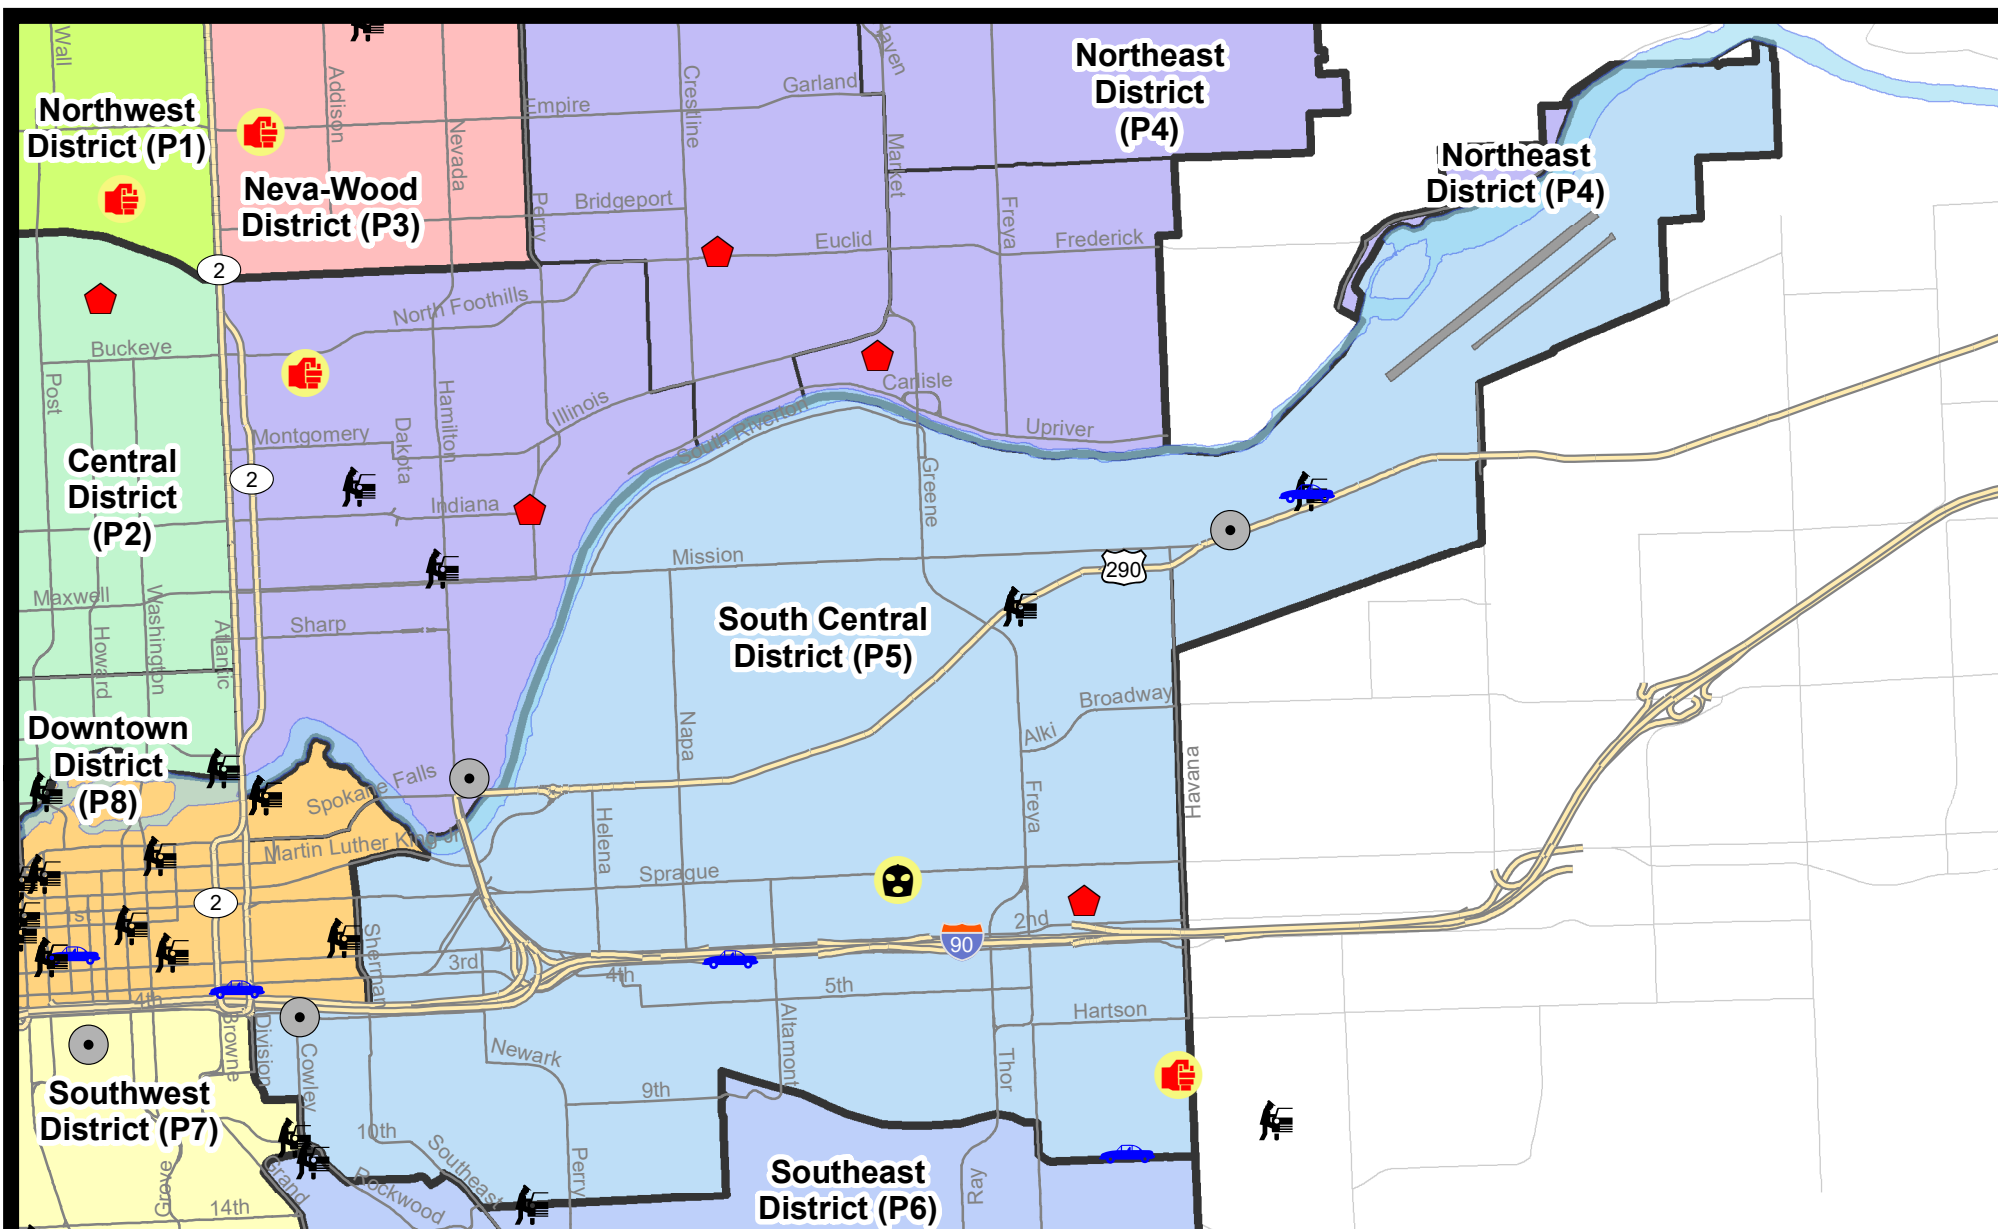 Wall
Haven
Northeast
District
(P4)
Addison
Crestline
Garland
Empire
Northwest
District (P1)
Nevada
Market
Northeast
District (P4)
Neva-Wood
District (P3)
Perry
Bridgeport
Freya
Euclid
Frederick
2
North Foothills
Buckeye
Post
Hamilton
Illinois
Carlisle
Dakota
South Riverton
Upriver
Montgomery
Central
District
(P2)
2
Indiana
Greene
Mission
290
Maxwell
Washington
Howard
Atlantic
Sharp
South Central
District (P5)
Broadway
Napa
Alki
Downtown
District
(P8)
Spokane Falls
Havana
Freya
Helena
Martin Luther King Jr
Sprague
2
1st
2nd
90
Sherman
3rd
4th
5th
4th
Altamont
Hartson
Browne
Division
Cowley
Newark
Thor
9th
Southwest
District (P7)
10th
Southeast
Perry
Grove
Grand
Rockwood
Ray
Southeast
District (P6)
14th